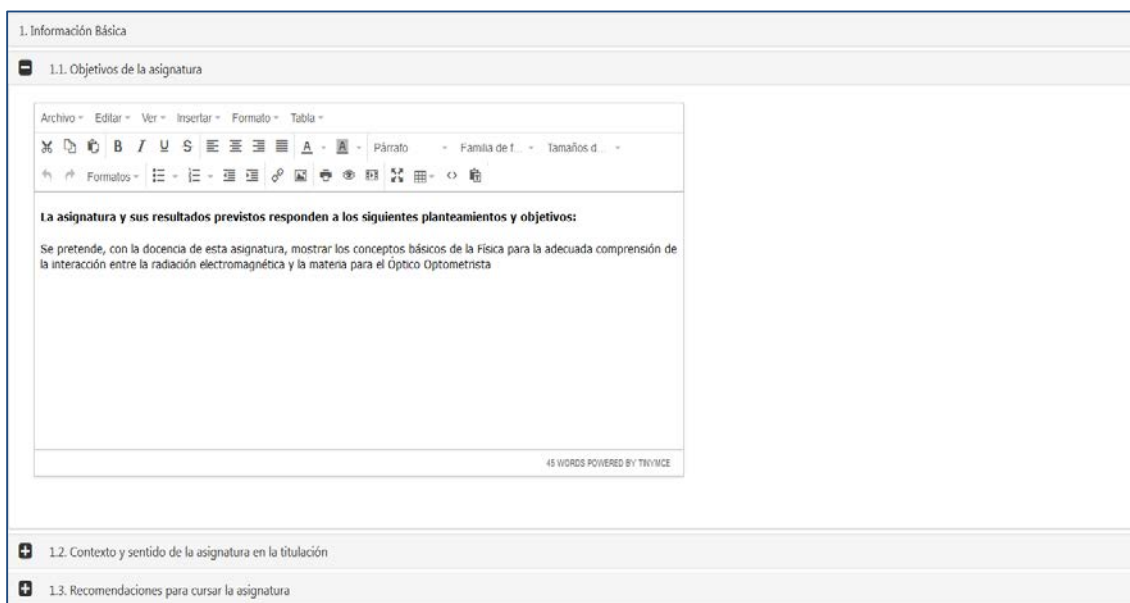 1. Información Básica
1.1. Objetivos de la asignatura
Archivo Editar Ver Insertar Formato Tabla
B I U S A A Párrafo Familia de f... Tamaños d...
Formatos
La asignatura y sus resultados previstos responden a los siguientes planteamientos y objetivos:
Se pretende, con la docencia de esta asignatura, mostrar los conceptos básicos de la Física para la adecuada comprensión de
la interacción entre la radiación electromagnética y la materia para el Óptico Optometrista
45 WORDS POWERED BY TINYMCE
1.2. Contexto y sentido de la asignatura en la titulación
1.3. Recomendaciones para cursar la asignatura